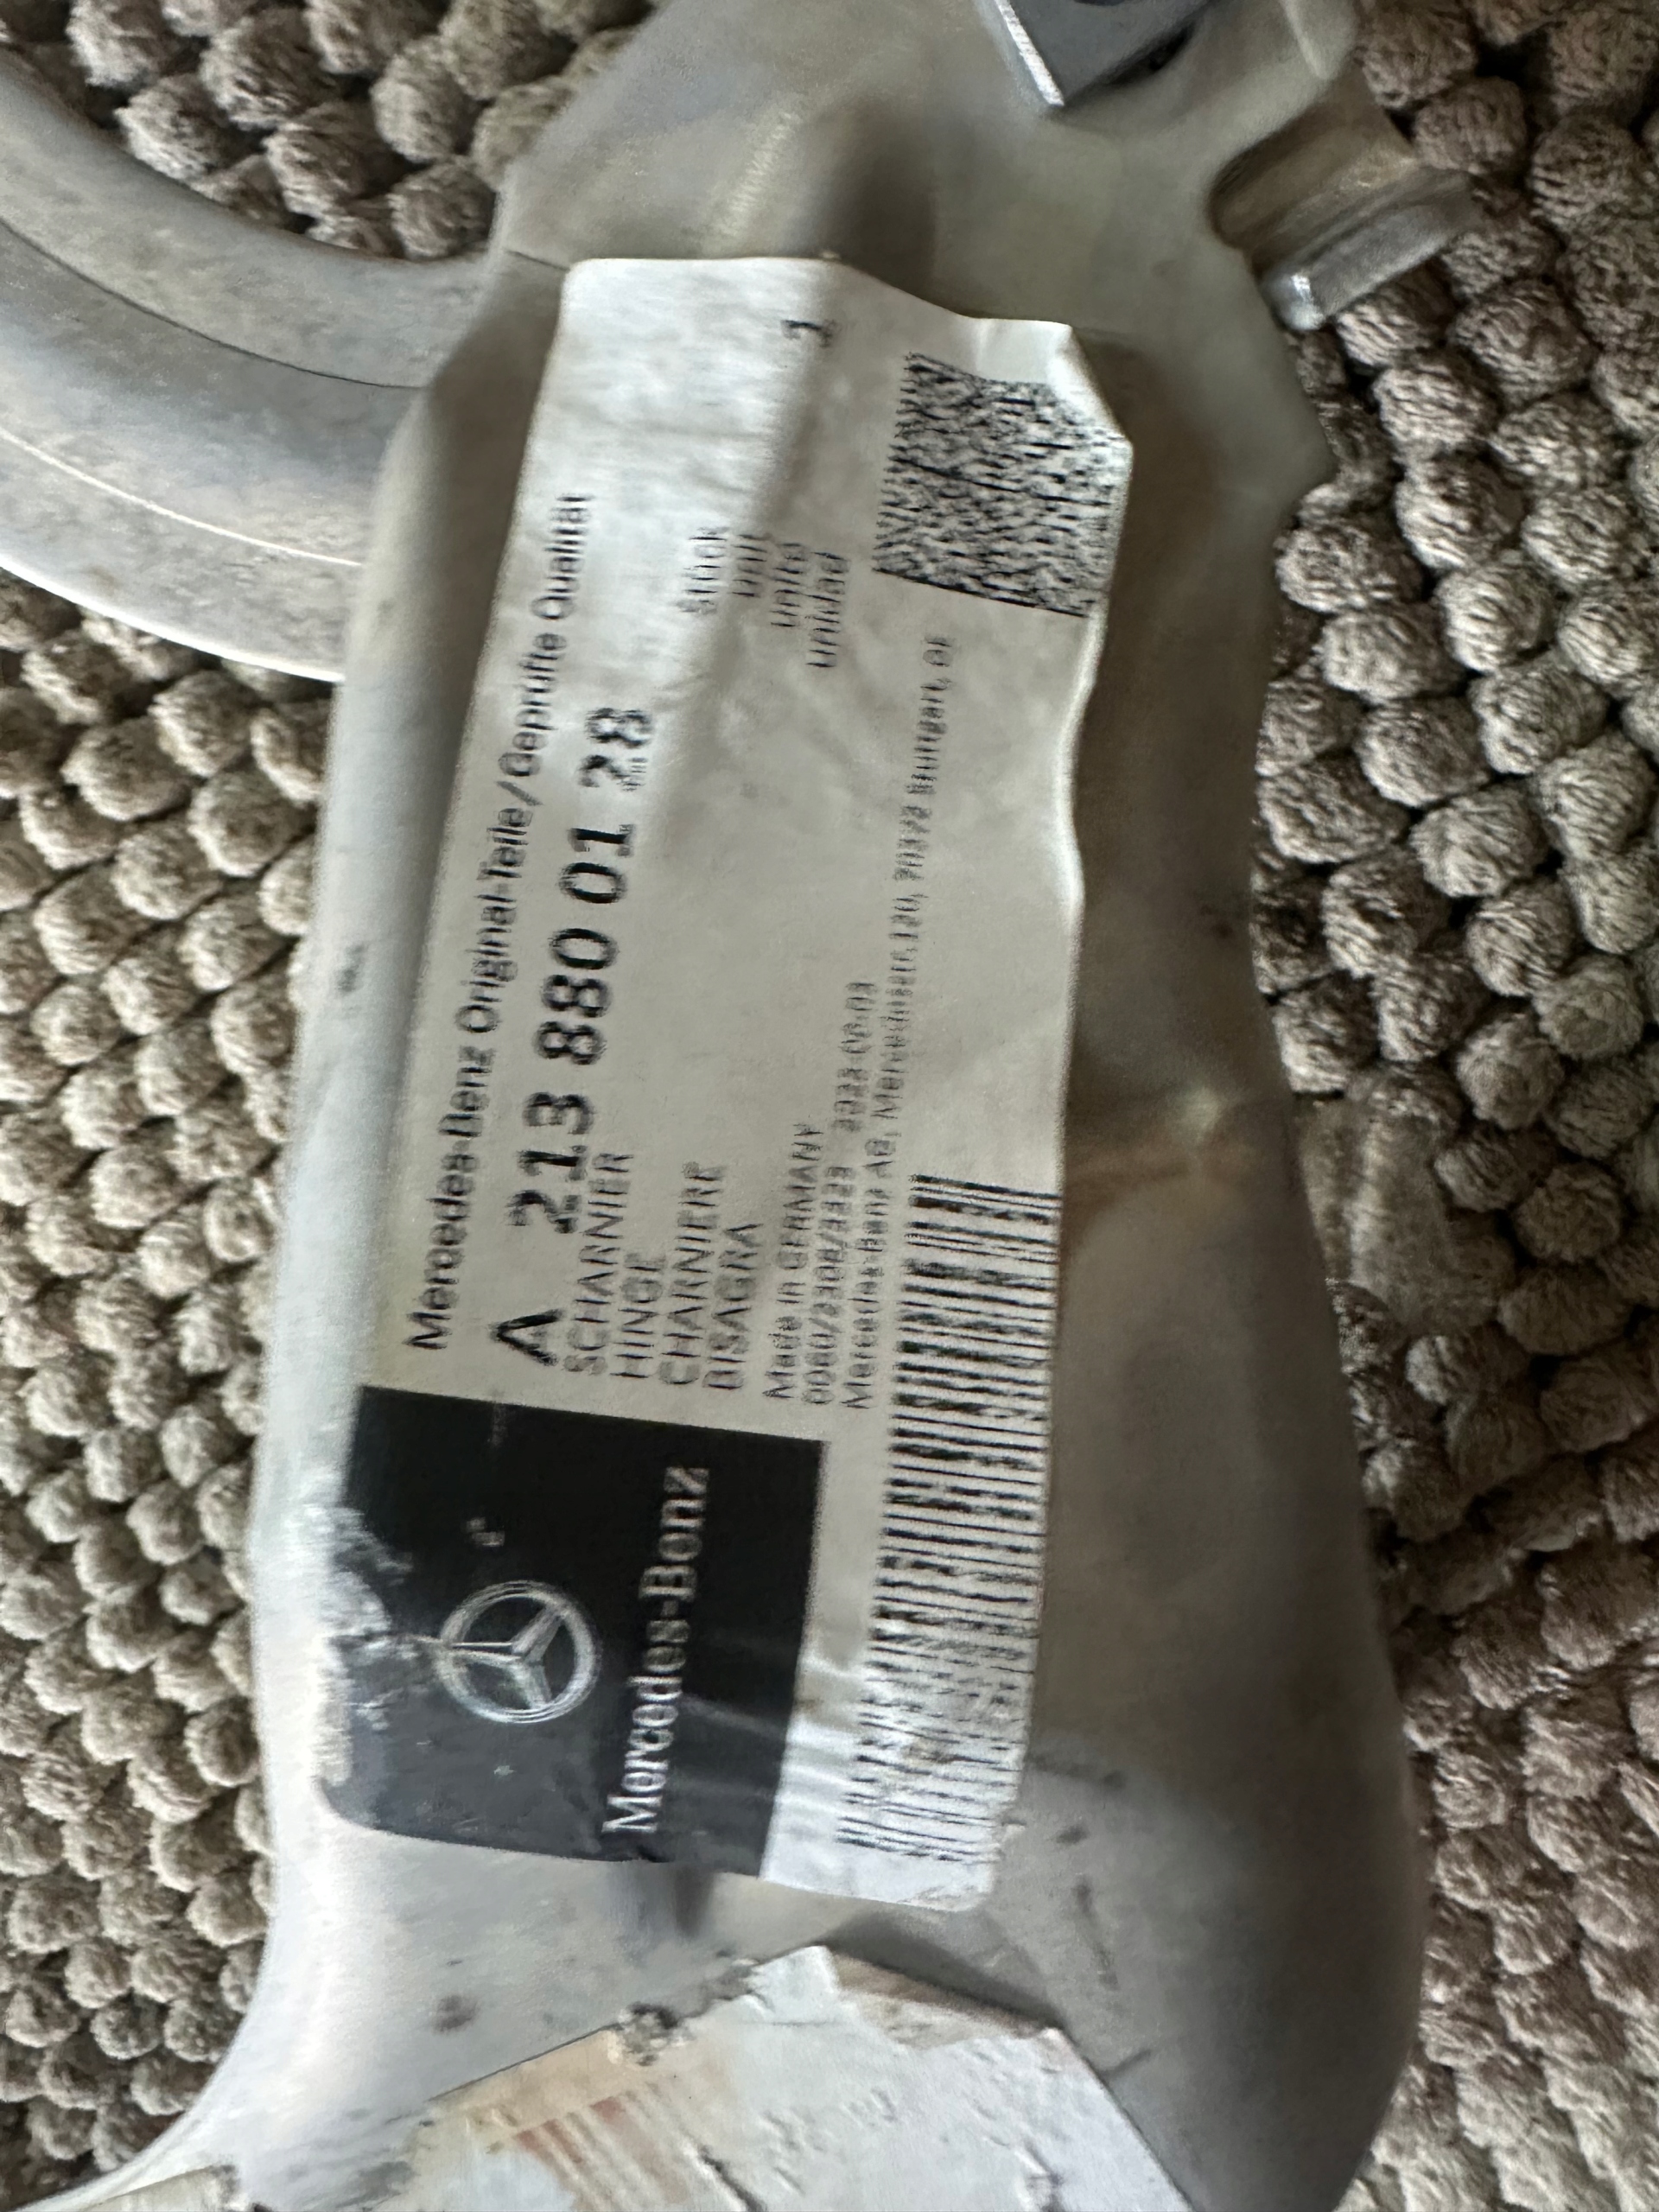 Mercedes-Benz Original-Teile/Geprüfte Qualität
A 213 880 01 28
SCHARNIER
HINGE
CHARNIERE
BISAGRA
Stück
unit
unité
unidad
1
Made in GERMANY
Mercedes-Benz AG, Mercedesstr.120, 70372 Stuttgart, DE
Mercedes-Benz